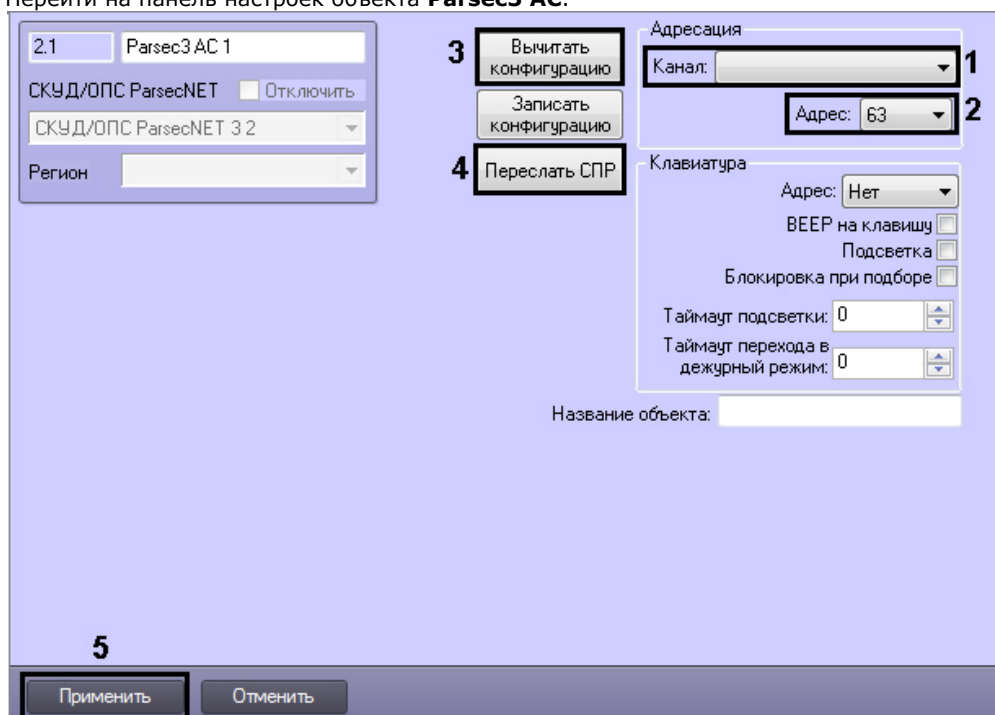 Перейти на панель настроек объекта Parsec3 AC.
2.1 Parsec3 AC 1
СКУД/ОПС ParsecNET Отключить
СКУД/ОПС ParsecNET 3 2
Регион
3 Вычитать конфигурацию
Записать конфигурацию
4 Переслать СПР
Адресация
Канал: 1
Адрес: 63 2
Клавиатура
Адрес: Нет
BEEP на клавишу
Подсветка
Блокировка при подборе
Таймаут подсветки: 0
Таймаут перехода в
дежурный режим: 0
Название объекта:
5
Применить Отменить